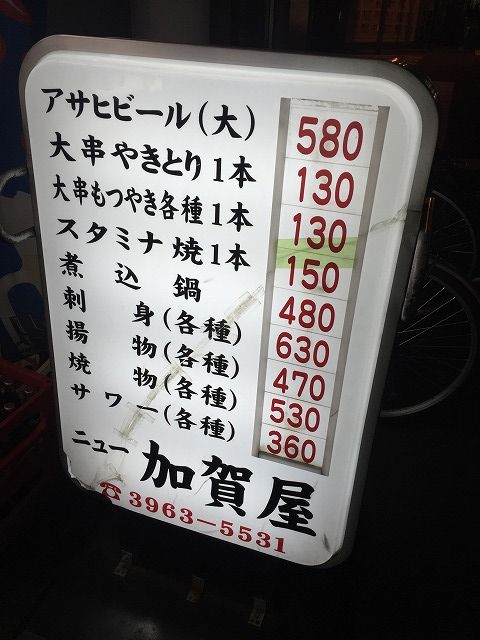 アサヒビール(大) 580
大串やきとり1本 130
大串もつやき各種1本 130
スタミナ焼1本 150
煮込鍋 480
刺身(各種) 630
揚物(各種) 470
焼物(各種) 530
サワー(各種) 360
ニュー加賀屋
☎3963-5531